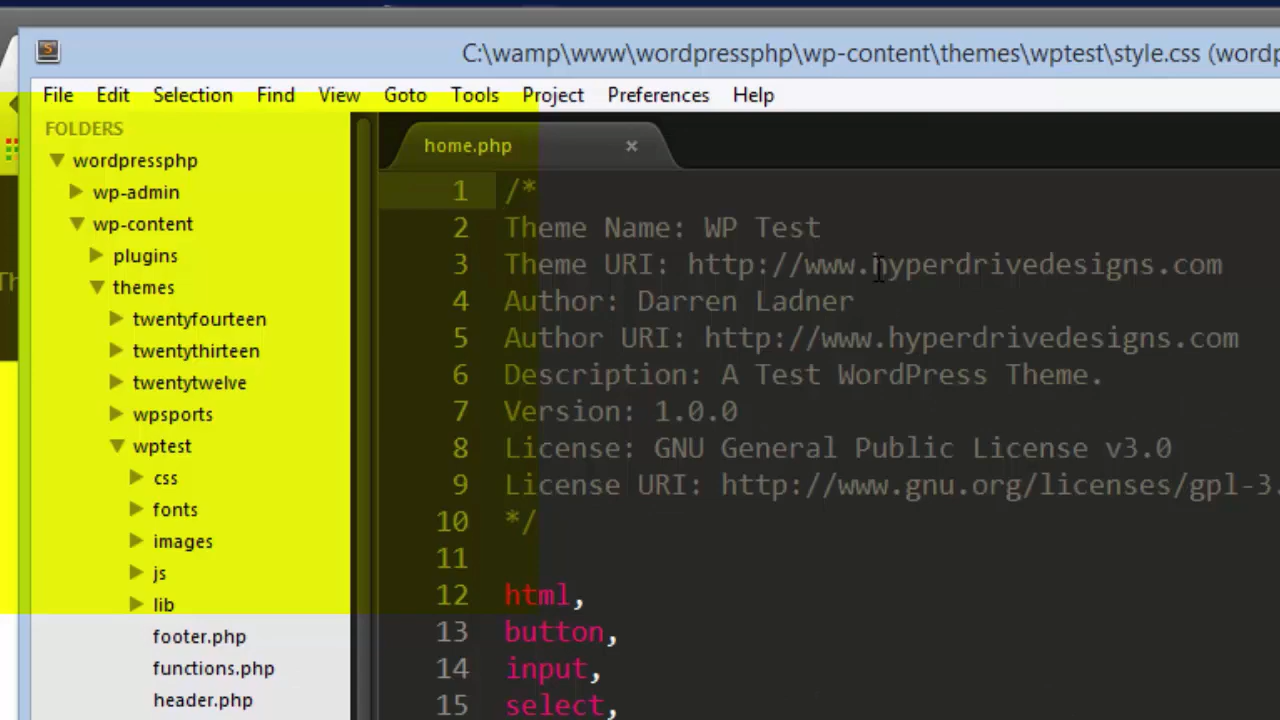 C:\wamp\www\wordpressphp\wp-content\themes\wptest\style.css (wordp
File Edit Selection Find View Goto Tools Project Preferences Help
FOLDERS
wordpressphp
wp-admin
wp-content
plugins
themes
twentyfourteen
twentythirteen
twentytwelve
wpsports
wptest
css
fonts
images
js
lib
footer.php
functions.php
header.php
home.php ×
1 /*
2 Theme Name: WP Test
3 Theme URI: http://www.hyperdrivedesigns.com
4 Author: Darren Ladner
5 Author URI: http://www.hyperdrivedesigns.com
6 Description: A Test WordPress Theme.
7 Version: 1.0.0
8 License: GNU General Public License v3.0
9 License URI: http://www.gnu.org/licenses/gpl-3.
10 */
11
12 html,
13 button,
14 input,
15 select,